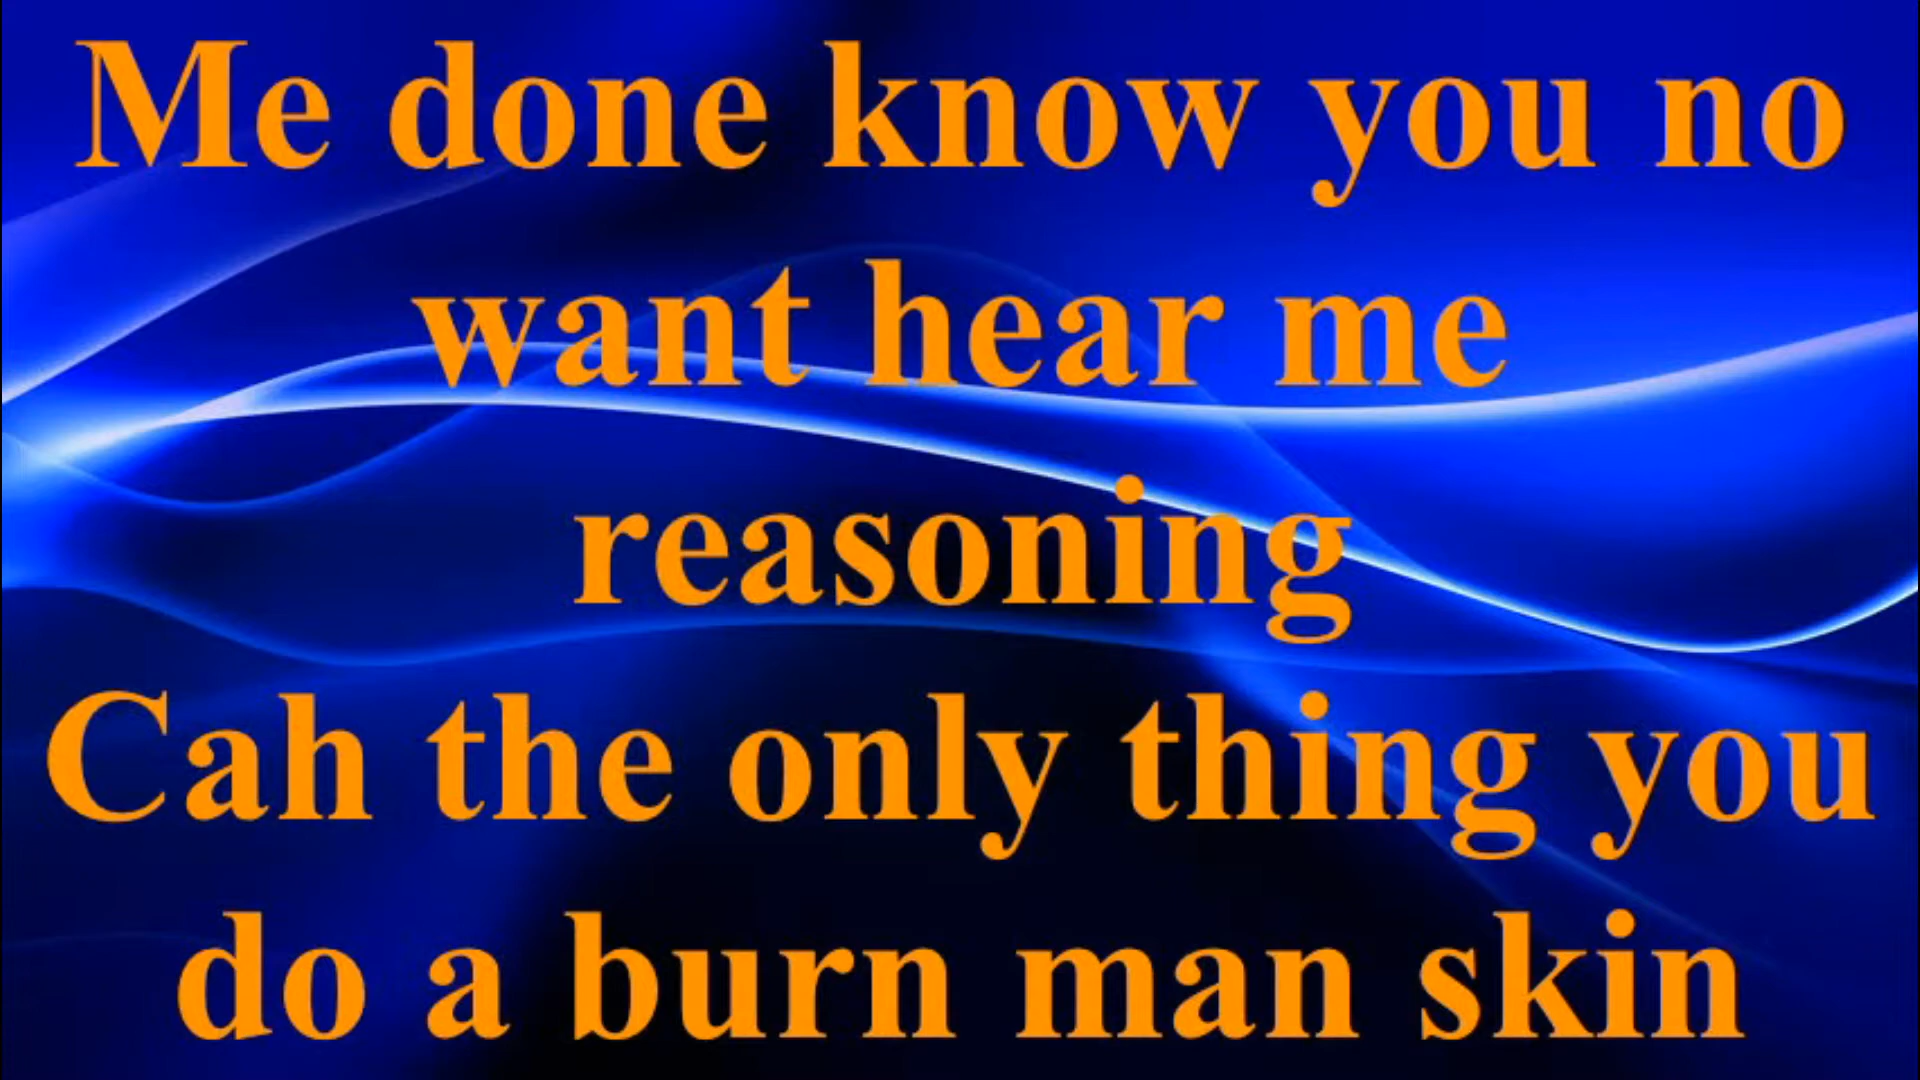 Me done know you no
want hear me
reasoning
Cah the only thing you
do a burn man skin